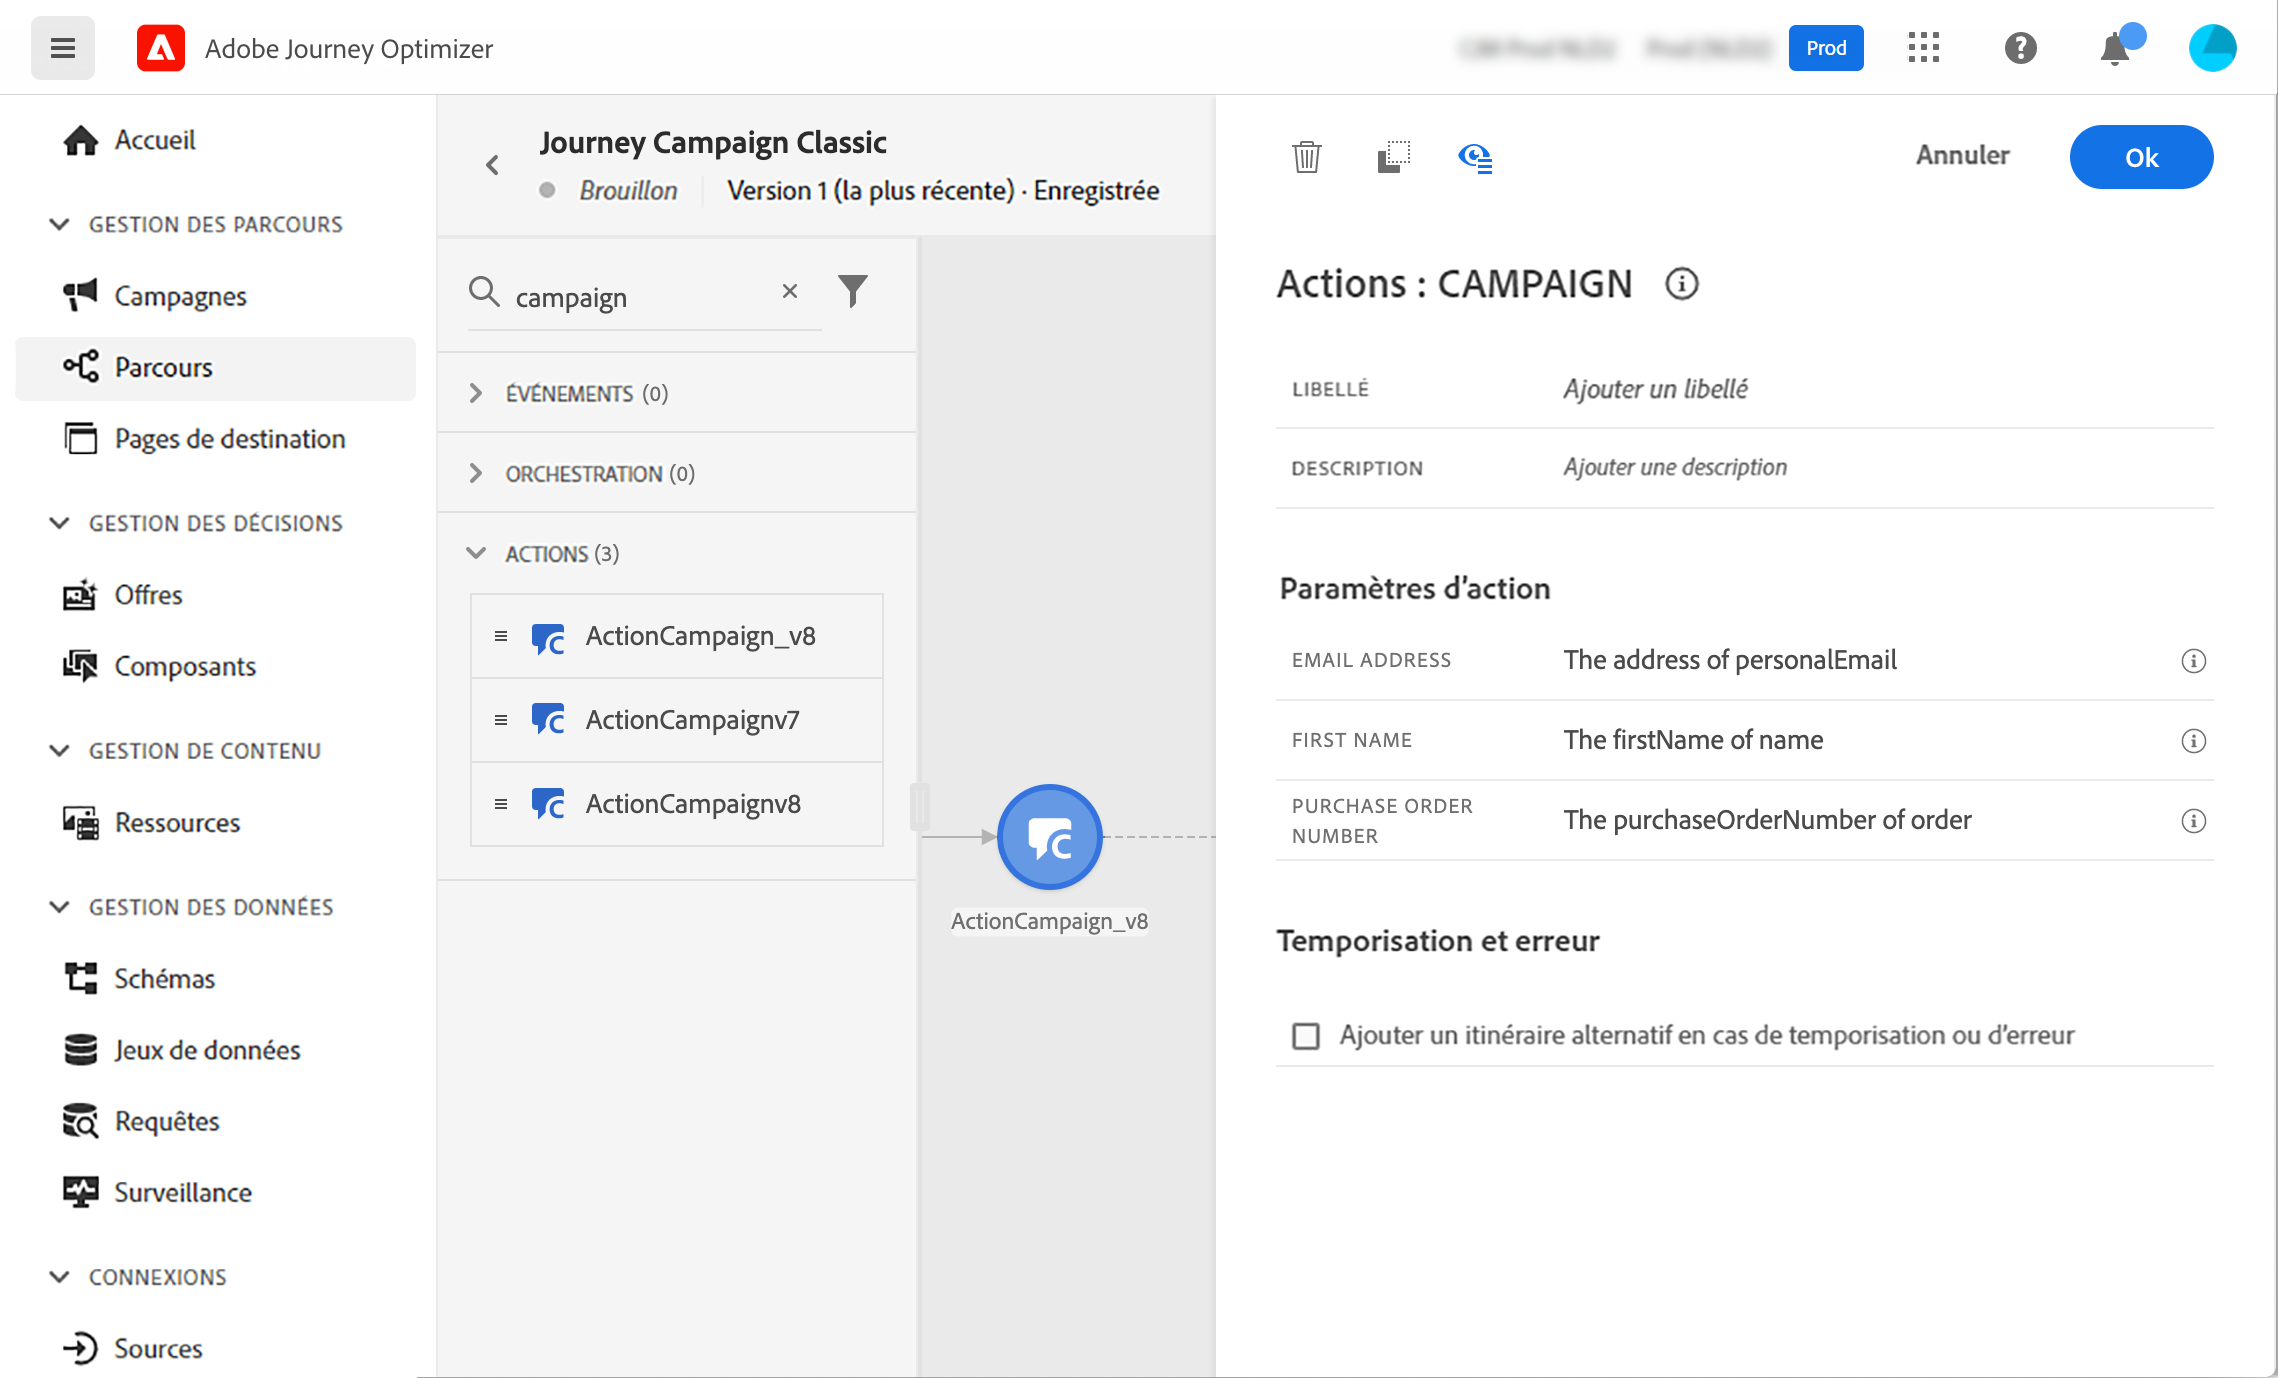 Adobe Journey Optimizer
Prod
Accueil
GESTION DES PARCOURS
Campagnes
Parcours
Pages de destination
GESTION DES DÉCISIONS
Offres
Composants
GESTION DE CONTENU
Ressources
GESTION DES DONNÉES
Schémas
Jeux de données
Requêtes
Surveillance
CONNEXIONS
Sources
Journey Campaign Classic
Brouillon
Version 1 (la plus récente) · Enregistrée
campaign
ÉVÉNEMENTS (0)
ORCHESTRATION (0)
ACTIONS (3)
ActionCampaign_v8
ActionCampaignv7
ActionCampaignv8
ActionCampaign_v8
Annuler
Ok
Actions : CAMPAIGN
LIBELLÉ
Ajouter un libellé
DESCRIPTION
Ajouter une description
Paramètres d'action
EMAIL ADDRESS
The address of personalEmail
FIRST NAME
The firstName of name
PURCHASE ORDER
NUMBER
The purchaseOrderNumber of order
Temporisation et erreur
Ajouter un itinéraire alternatif en cas de temporisation ou d'erreur